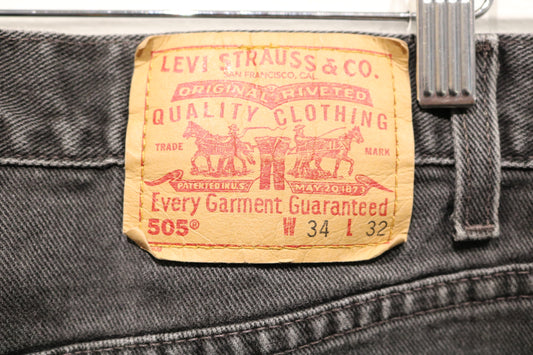 LEVI STRAUSS & CO.
SAN FRANCISCO, CAL.
ORIGINAL RIVETED
QUALITY CLOTHING
TRADE MARK
PATENTED IN U.S. MAY 20 1873
Every Garment Guaranteed
505® W 34 L 32